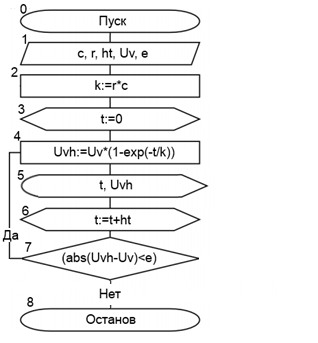 0
Пуск
1
c, r, ht, Uv, e
2
k:=r*c
3
t:=0
4
Uvh:=Uv*(1-exp(-t/k))
5
t, Uvh
6
t:=t+ht
Да
7
(abs(Uvh-Uv)<e)
Нет
8
Останов